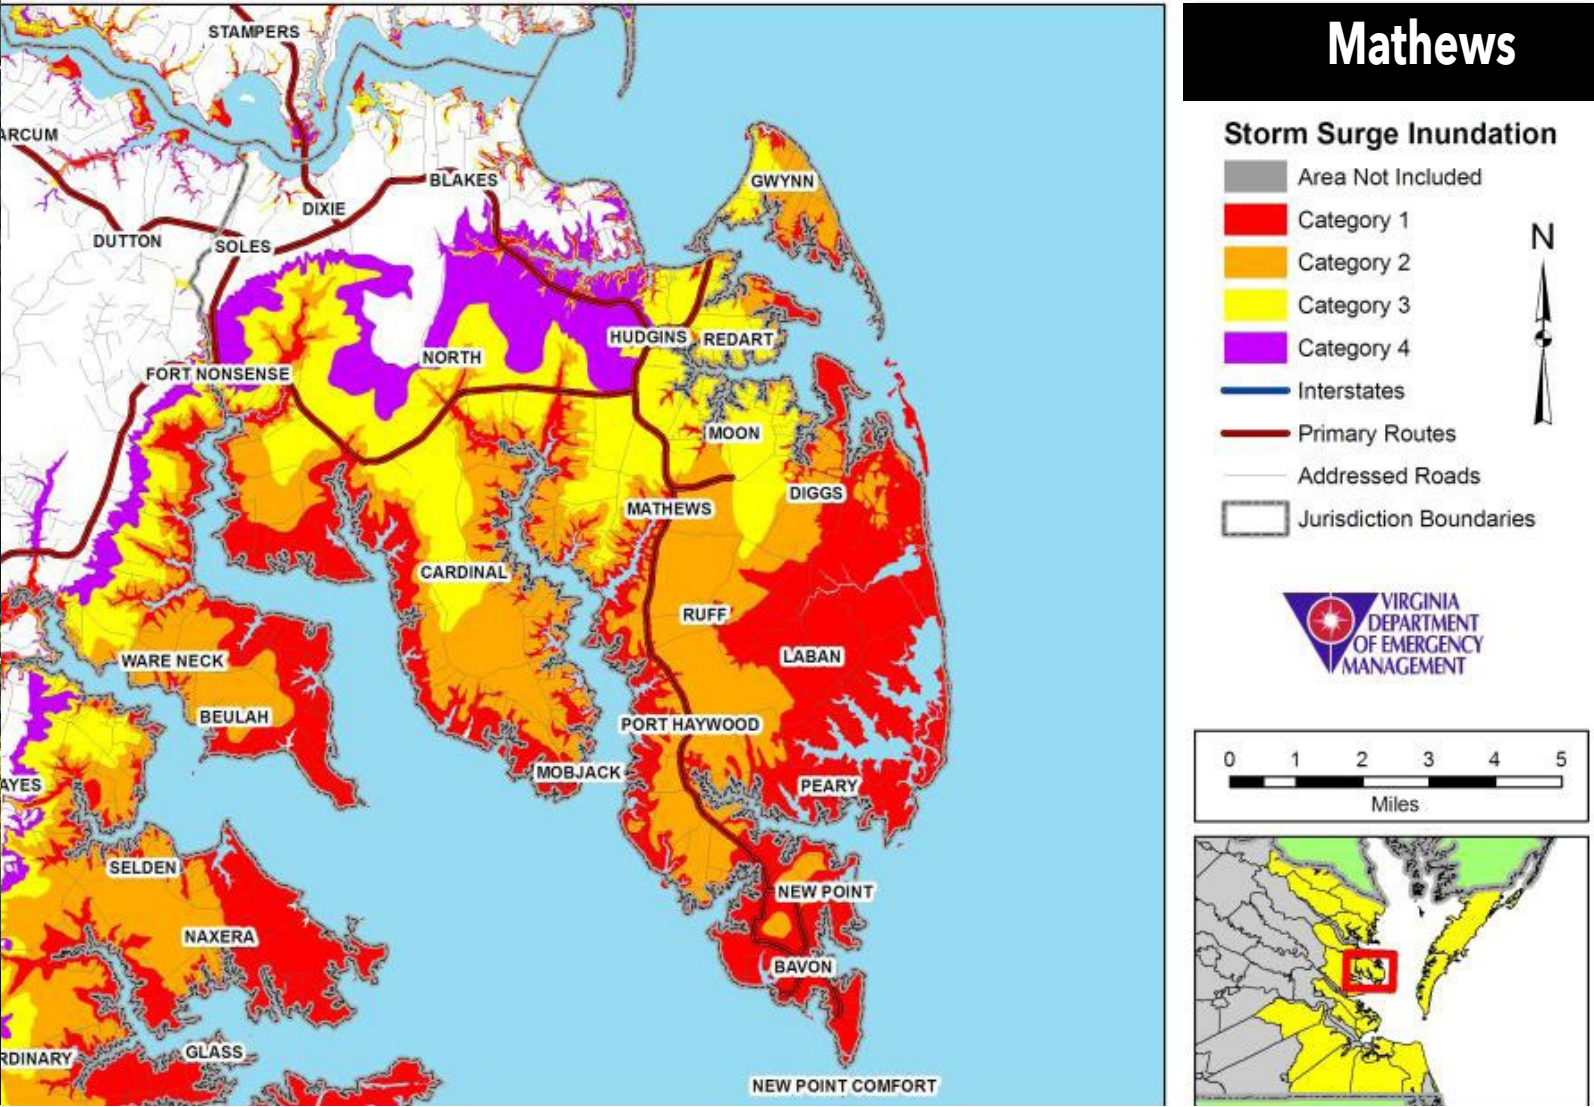 Mathews
Storm Surge Inundation
Area Not Included
Category 1
Category 2
Category 3
Category 4
Interstates
Primary Routes
Addressed Roads
Jurisdiction Boundaries
N
VIRGINIA
DEPARTMENT
OF EMERGENCY
MANAGEMENT
0 1 2 3 4 5
Miles
STAMPERS
ARCUM
BLAKES
GWYNN
DIXIE
DUTTON
SOLES
HUDGINS
REDART
NORTH
FORT NONSENSE
MOON
DIGGS
MATHEWS
CARDINAL
RUFF
LABAN
WARE NECK
BEULAH
PORT HAYWOOD
MOBJACK
PEARY
AYES
SELDEN
NEW POINT
NAXERA
BAVON
GLASS
RDINARY
NEW POINT COMFORT